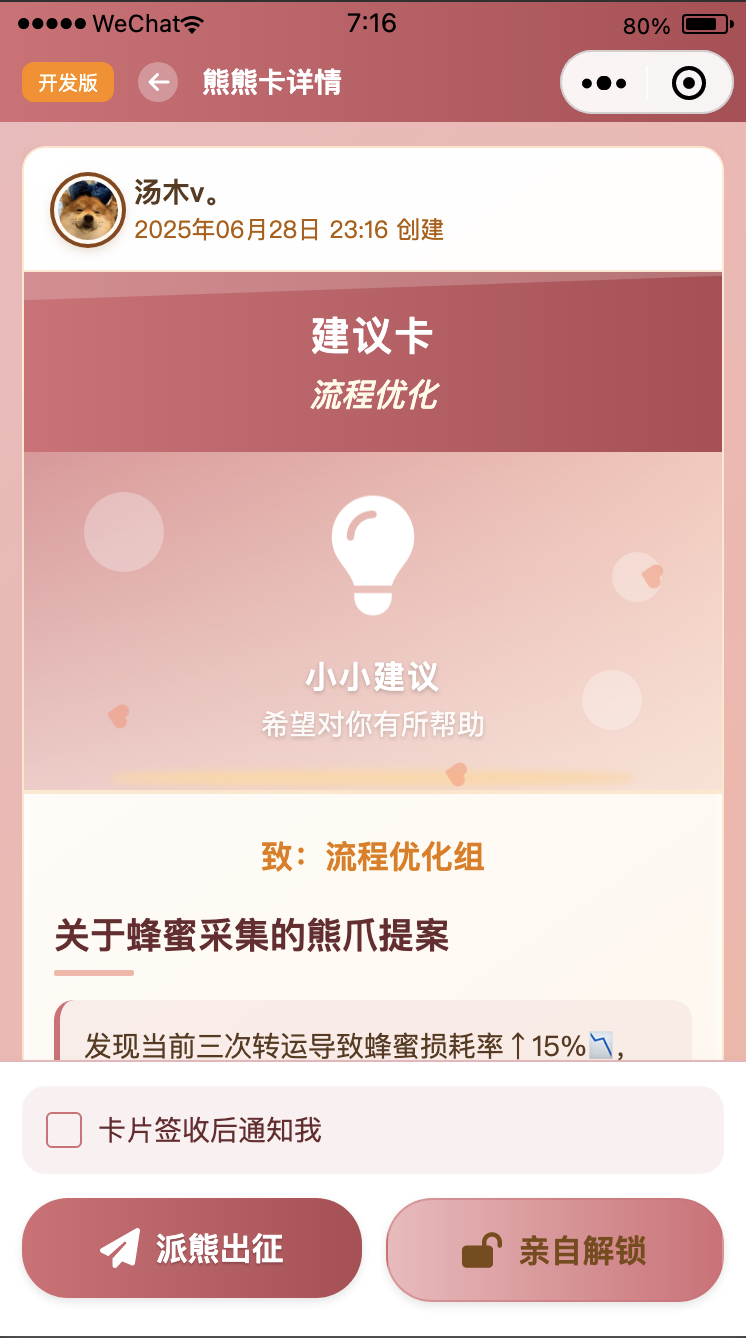 WeChat 7:16 80%
开发版 熊熊卡详情
汤木v。
2025年06月28日 23:16 创建
建议卡
流程优化
小小建议
希望对你有所帮助
致：流程优化组
关于蜂蜜采集的熊爪提案
发现当前三次转运导致蜂蜜损耗率↑15%📉，
卡片签收后通知我
派熊出征 亲自解锁